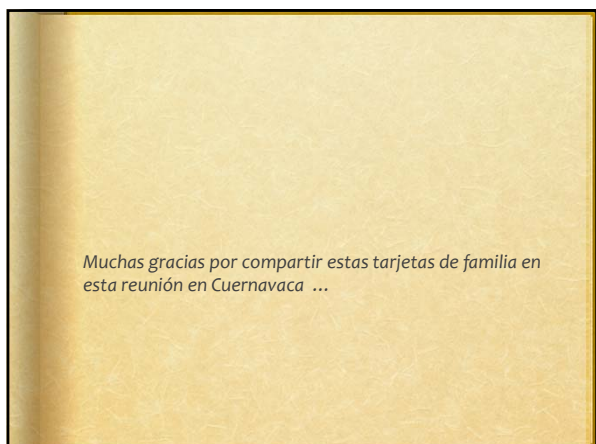 Muchas gracias por compartir estas tarjetas de familia en
esta reunión en Cuernavaca  …